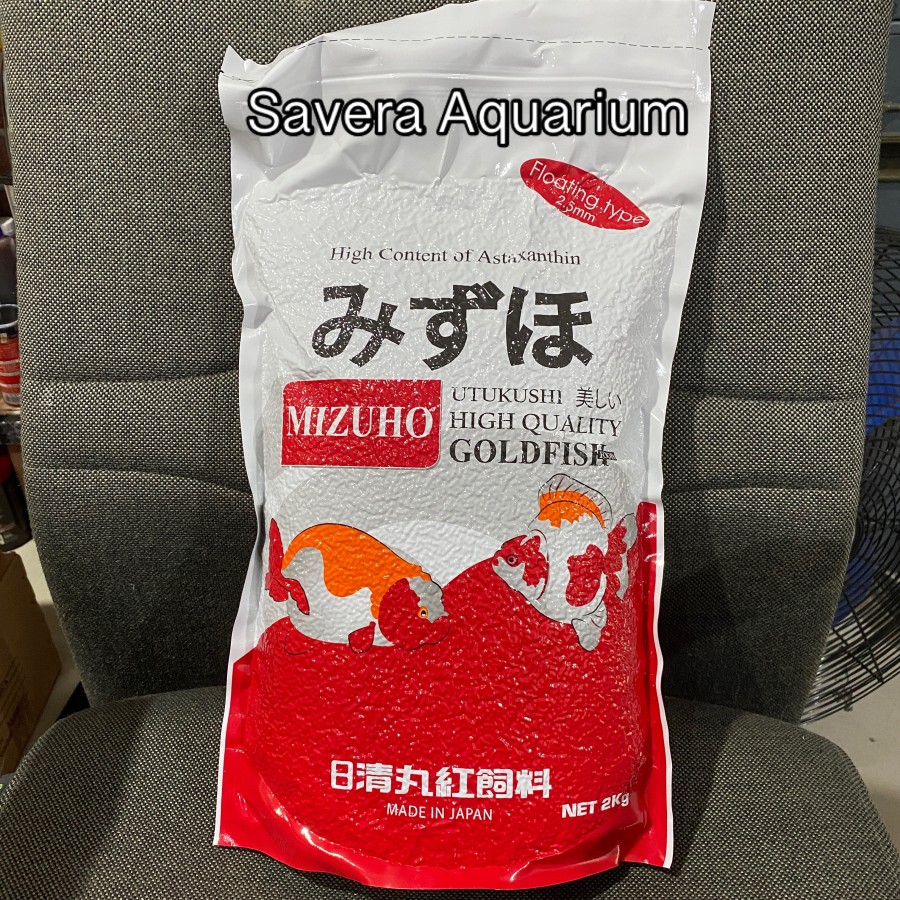 Savera Aquarium
Floating type
2.5mm
High Content of Astaxanthin
みずほ
MIZUHO
UTUKUSHI 美しい
HIGH QUALITY
GOLDFISH
日清丸紅飼料
MADE IN JAPAN
NET 2Kg